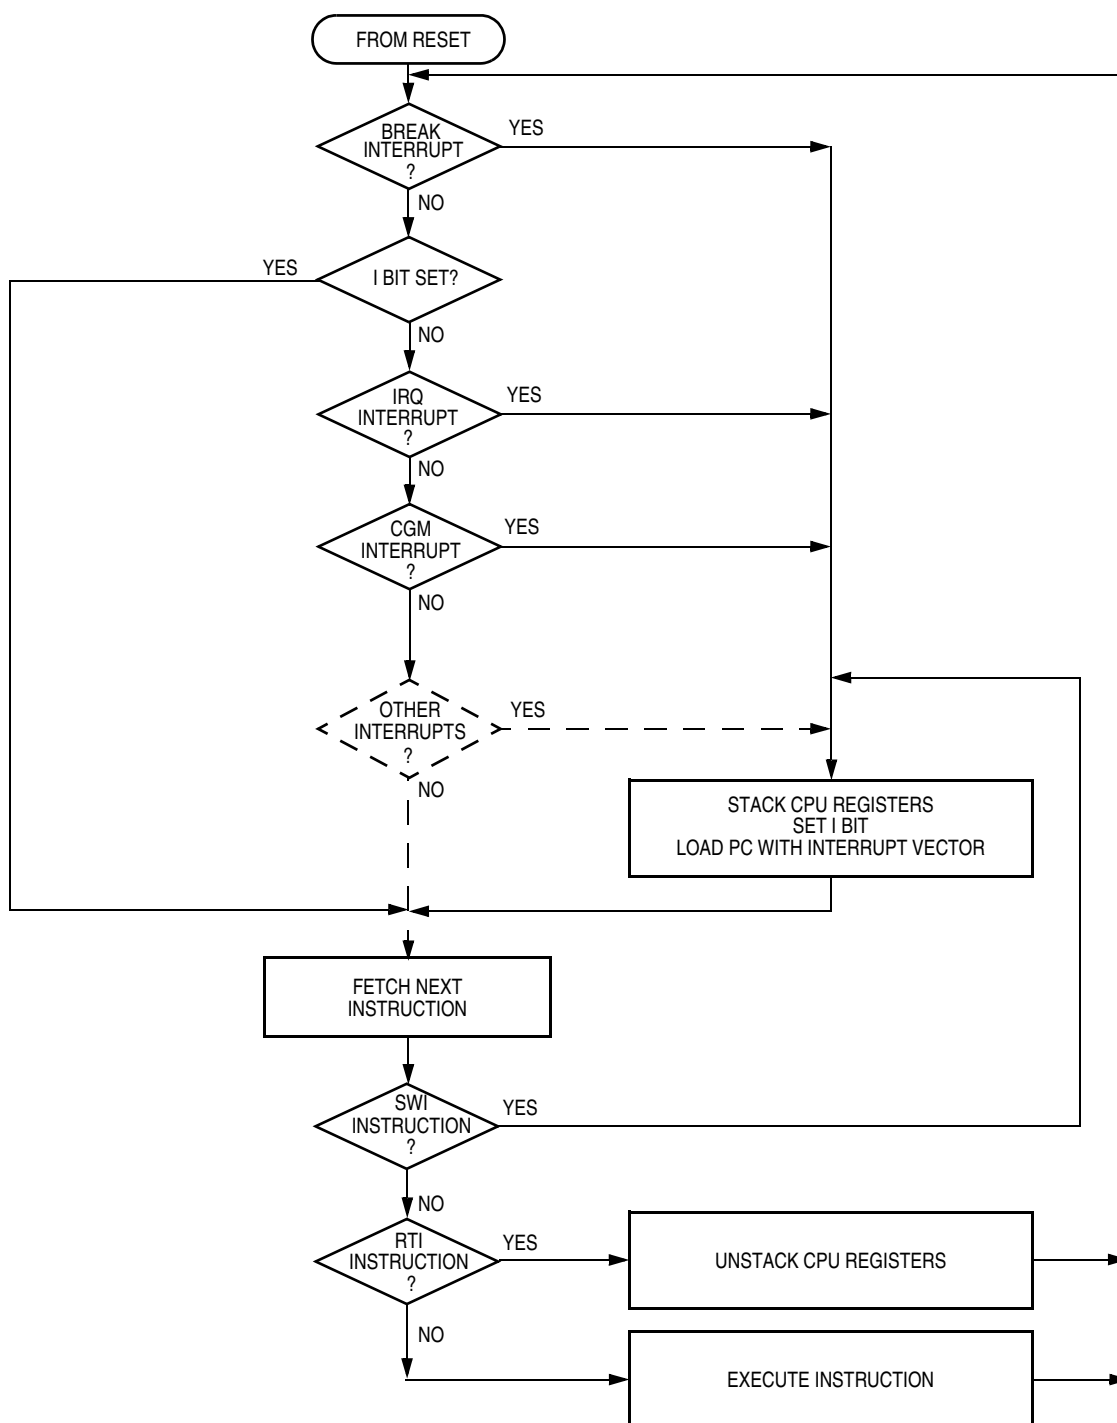 FROM RESET
BREAK
INTERRUPT
?
YES
NO
I BIT SET?
YES
NO
IRQ
INTERRUPT
?
YES
NO
CGM
INTERRUPT
?
YES
NO
OTHER
INTERRUPTS
?
YES
NO
STACK CPU REGISTERS
SET I BIT
LOAD PC WITH INTERRUPT VECTOR
FETCH NEXT
INSTRUCTION
SWI
INSTRUCTION
?
YES
NO
RTI
INSTRUCTION
?
YES
UNSTACK CPU REGISTERS
NO
EXECUTE INSTRUCTION